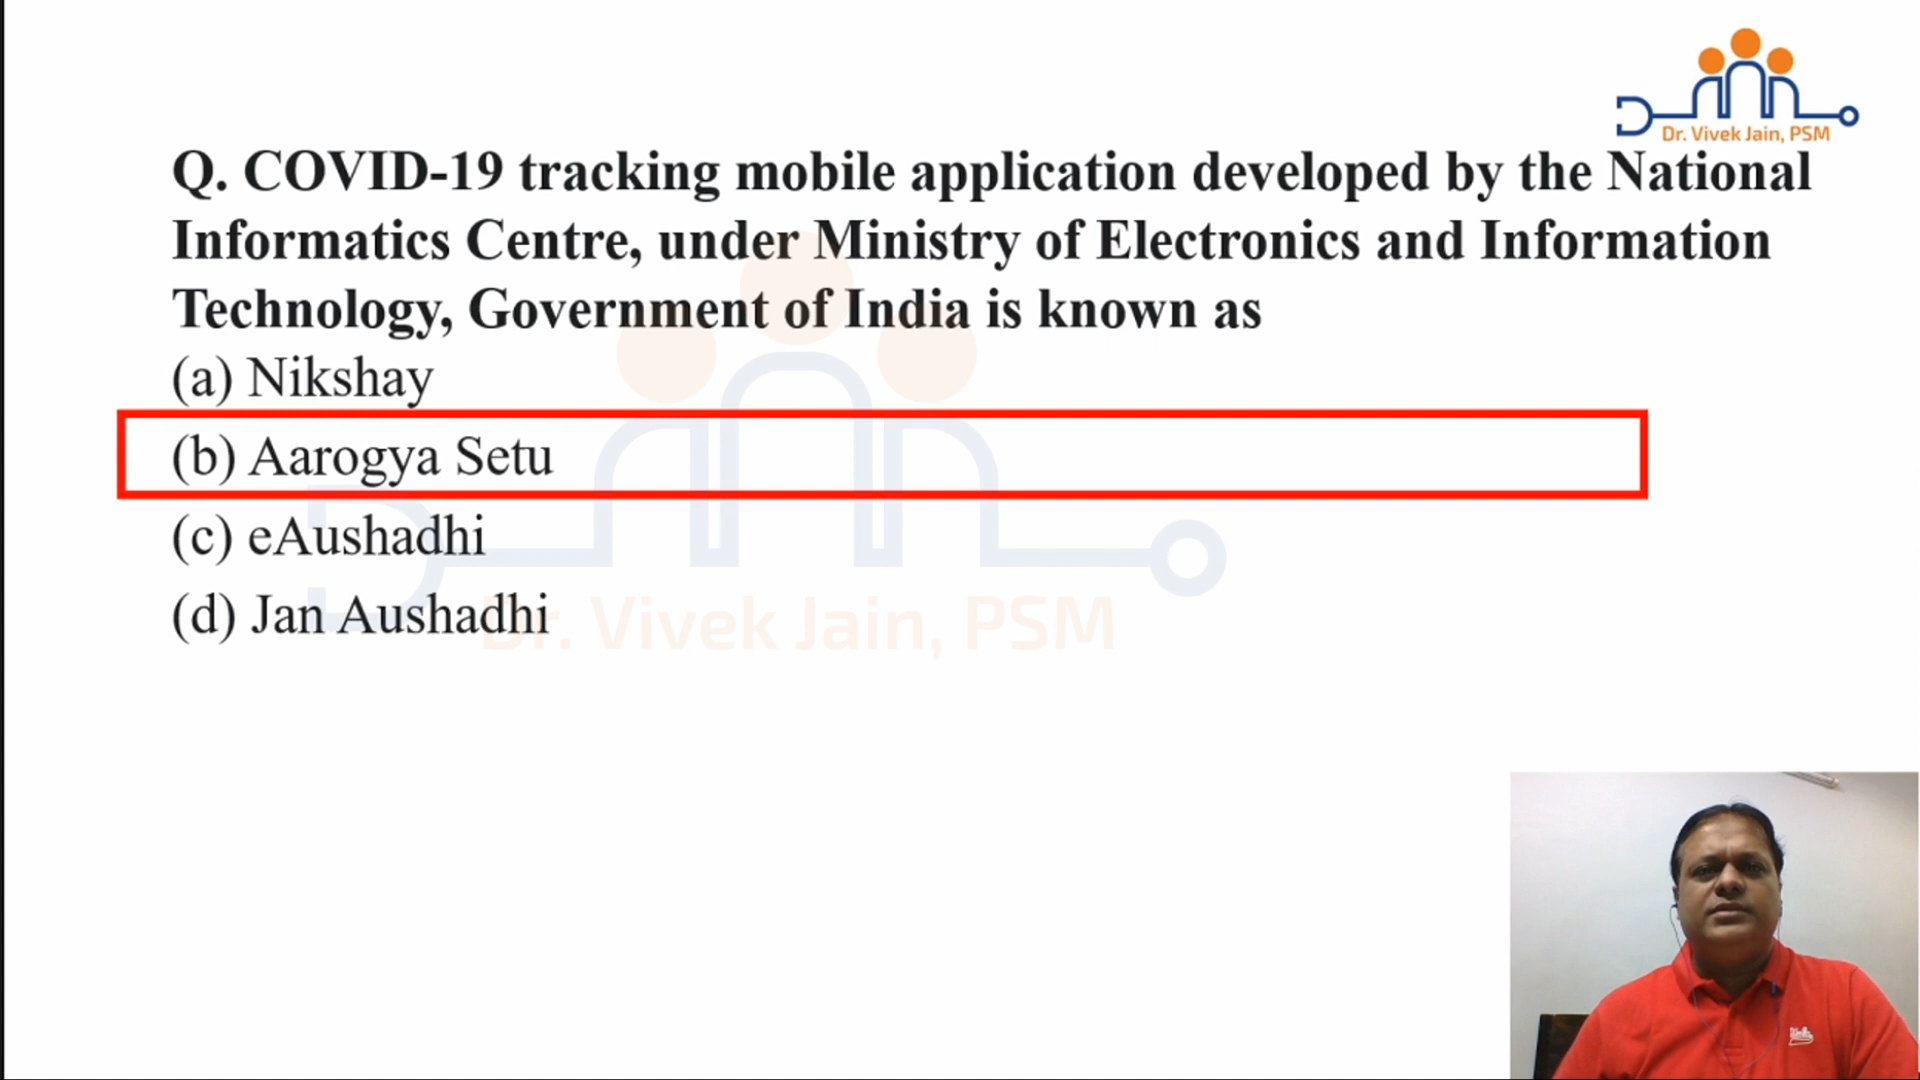 Dr. Vivek Jain, PSM
Q. COVID-19 tracking mobile application developed by the National
Informatics Centre, under Ministry of Electronics and Information
Technology, Government of India is known as
(a) Nikshay
(b) Aarogya Setu
(c) eAushadhi
(d) Jan Aushadhi
Dr. Vivek Jain, PSM